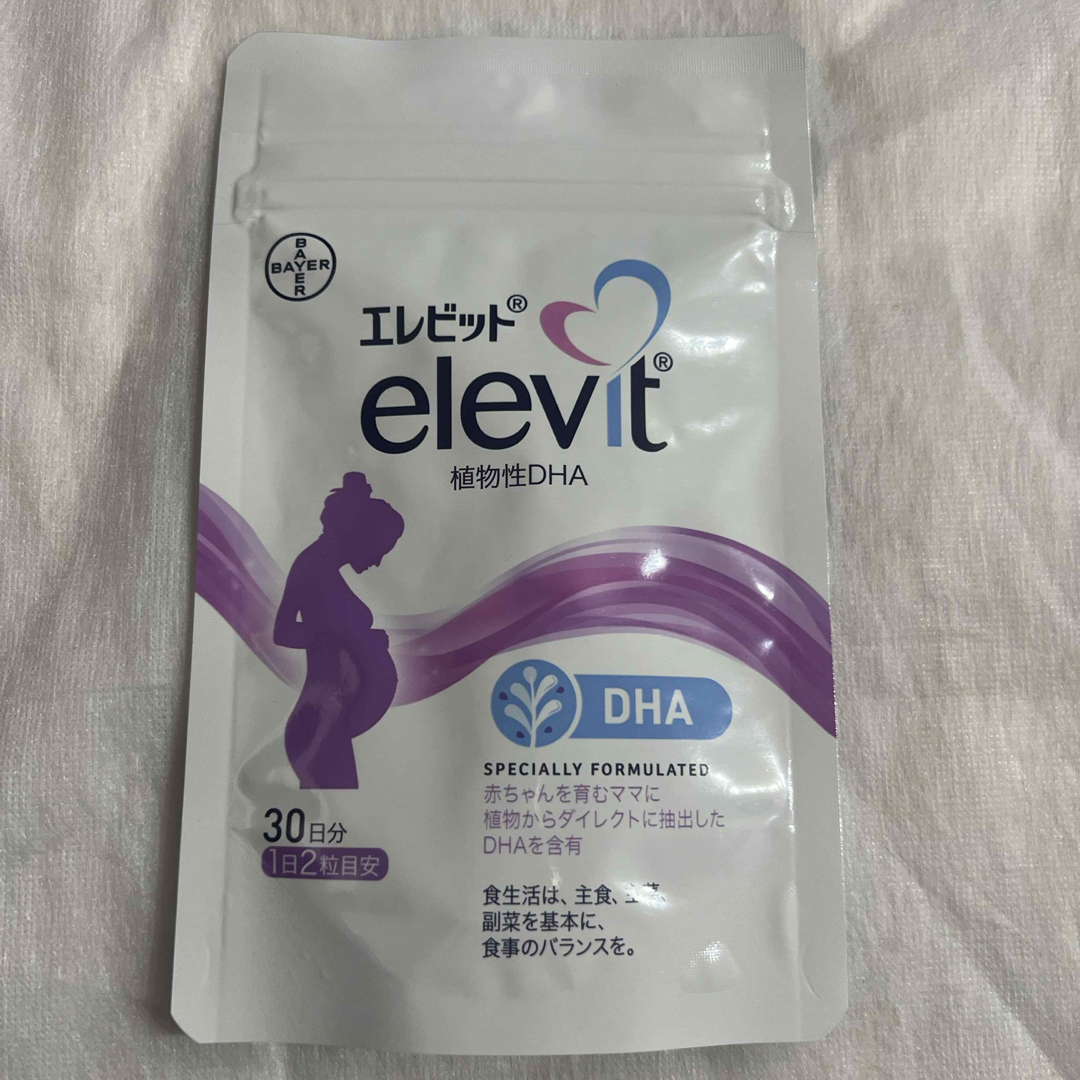 BAYER
BAYER
エレビット®
elevit®
植物性DHA
DHA
SPECIALLY FORMULATED
赤ちゃんを育むママに
植物からダイレクトに抽出した
DHAを含有
30日分
1日2粒目安
食生活は、主食、主菜、
副菜を基本に、
食事のバランスを。